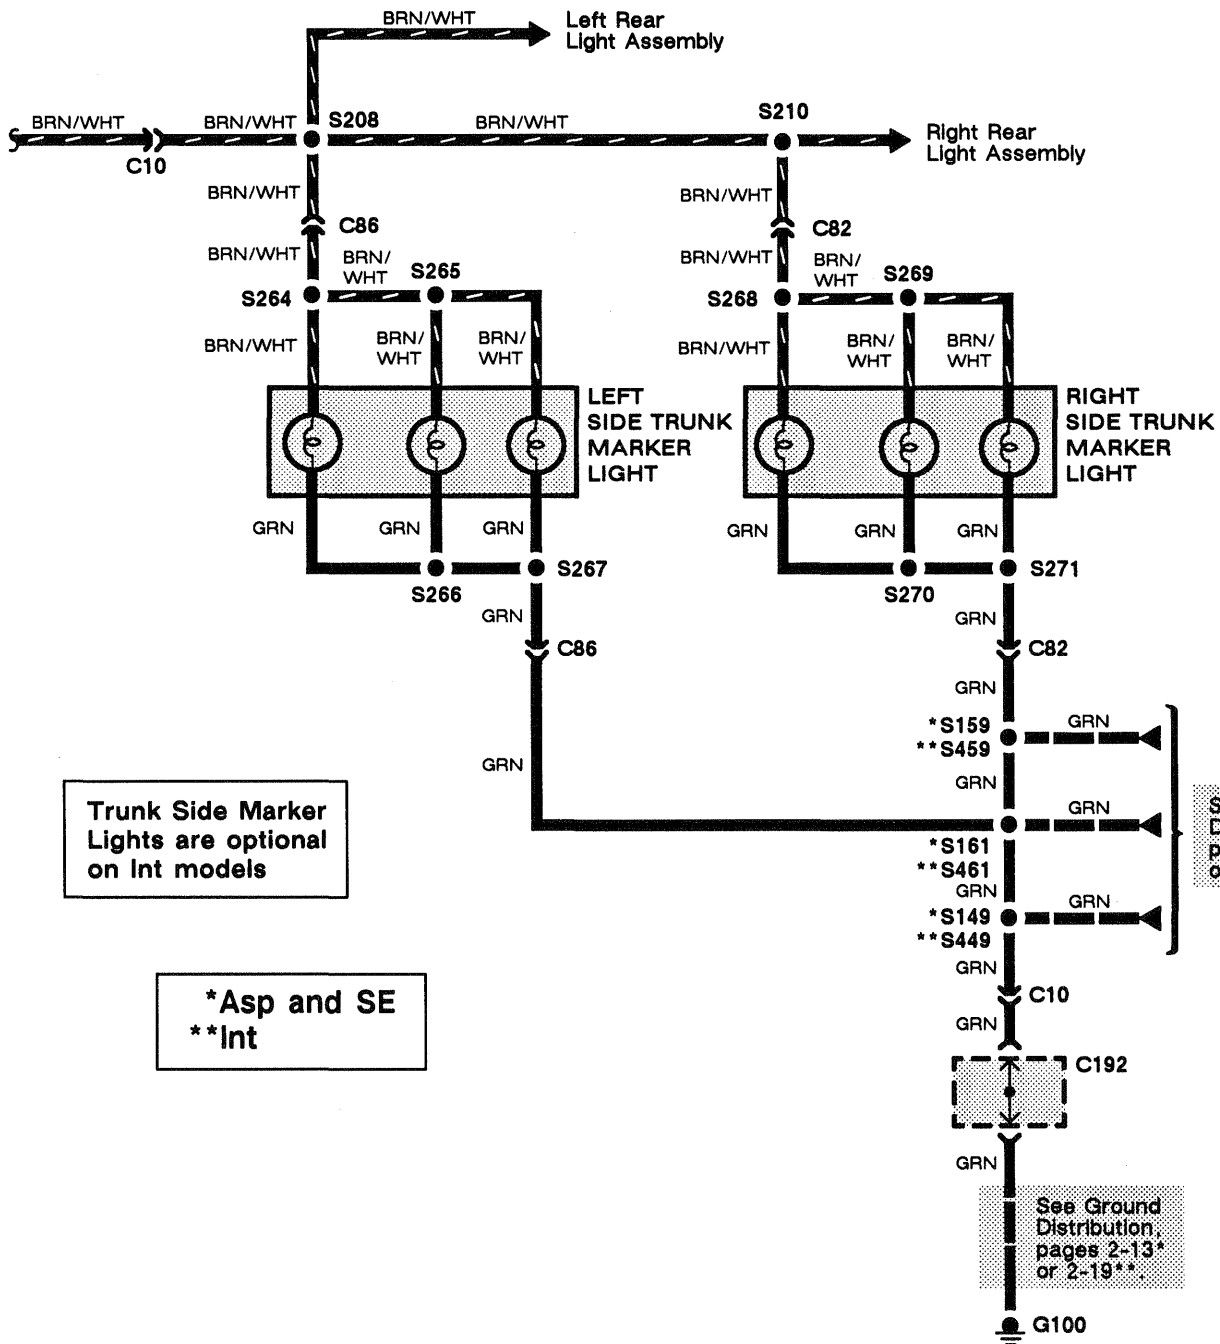 BRN/WHT
Left Rear
Light Assembly
BRN/WHT
BRN/WHT
S208
BRN/WHT
S210
Right Rear
Light Assembly
C10
BRN/WHT
BRN/WHT
C86
C82
BRN/WHT
BRN/
WHT
S265
BRN/WHT
BRN/
WHT
S269
S264
S268
BRN/WHT
BRN/
WHT
BRN/
WHT
BRN/WHT
BRN/
WHT
BRN/
WHT
LEFT
SIDE TRUNK
MARKER
LIGHT
RIGHT
SIDE TRUNK
MARKER
LIGHT
GRN
GRN
GRN
GRN
GRN
GRN
S267
S271
S266
S270
GRN
GRN
C86
C82
GRN
*S159
**S459
GRN
GRN
GRN
GRN
*S161
**S461
GRN
GRN
*S149
**S449
GRN
C10
GRN
C192
GRN
See Ground
Distribution,
pages 2-13*
or 2-19**.
G100
Trunk Side Marker
Lights are optional
on Int models
*Asp and SE
**Int